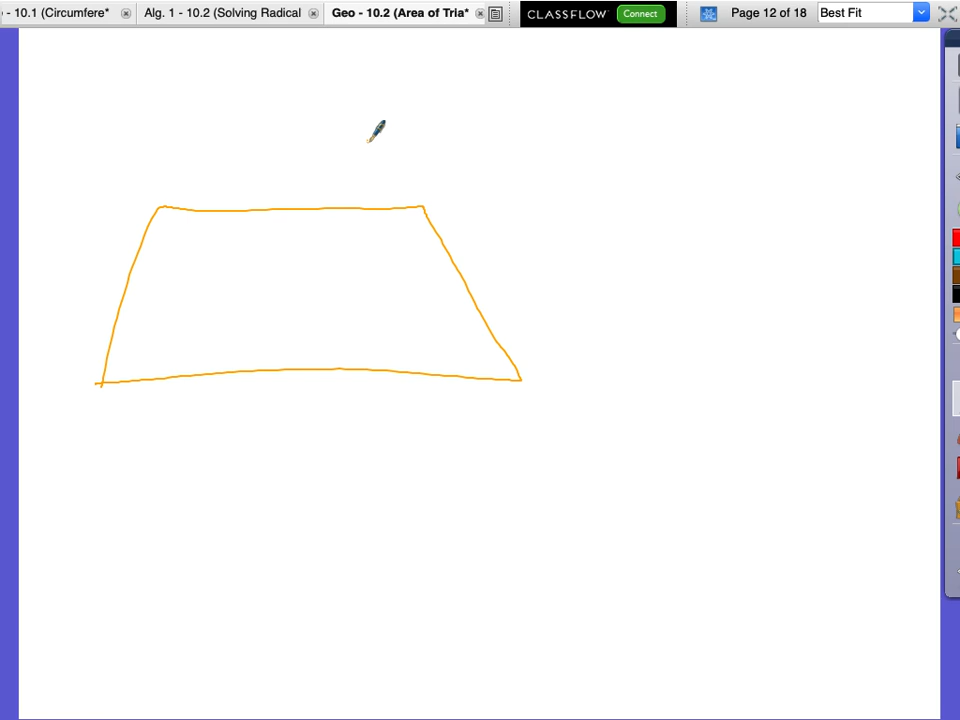 - 10.1 (Circumfere*
Alg. 1 - 10.2 (Solving Radical
Geo - 10.2 (Area of Tria*
CLASSFLOW
Connect
Page 12 of 18
Best Fit